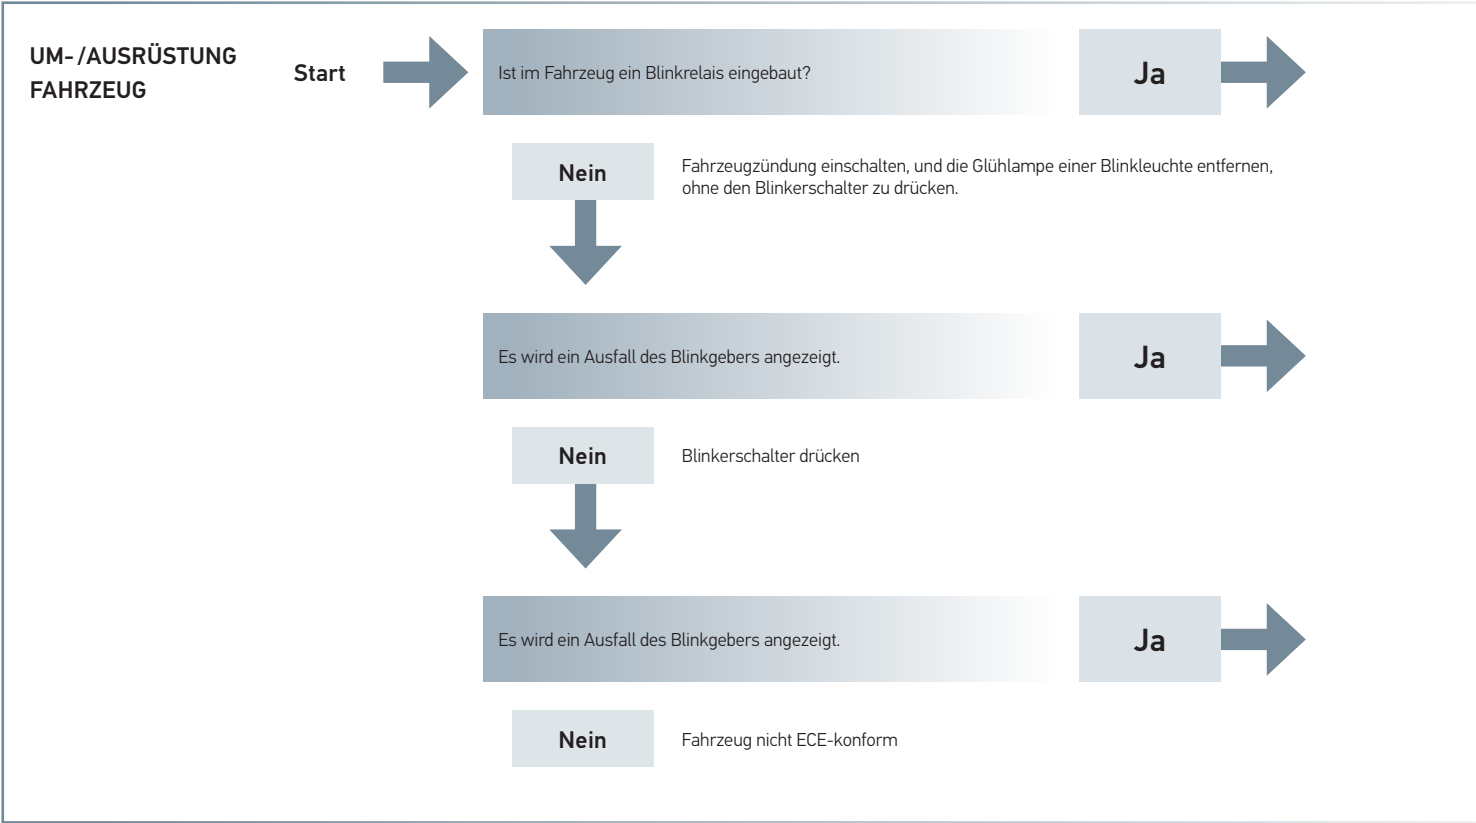 UM- /AUSRÜSTUNG
FAHRZEUG
Start
Ist im Fahrzeug ein Blinkrelais eingebaut?
Ja
Nein
Fahrzeugzündung einschalten, und die Glühlampe einer Blinkleuchte entfernen,
ohne den Blinkerschalter zu drücken.
Es wird ein Ausfall des Blinkgebers angezeigt.
Ja
Nein
Blinkerschalter drücken
Es wird ein Ausfall des Blinkgebers angezeigt.
Ja
Nein
Fahrzeug nicht ECE-konform